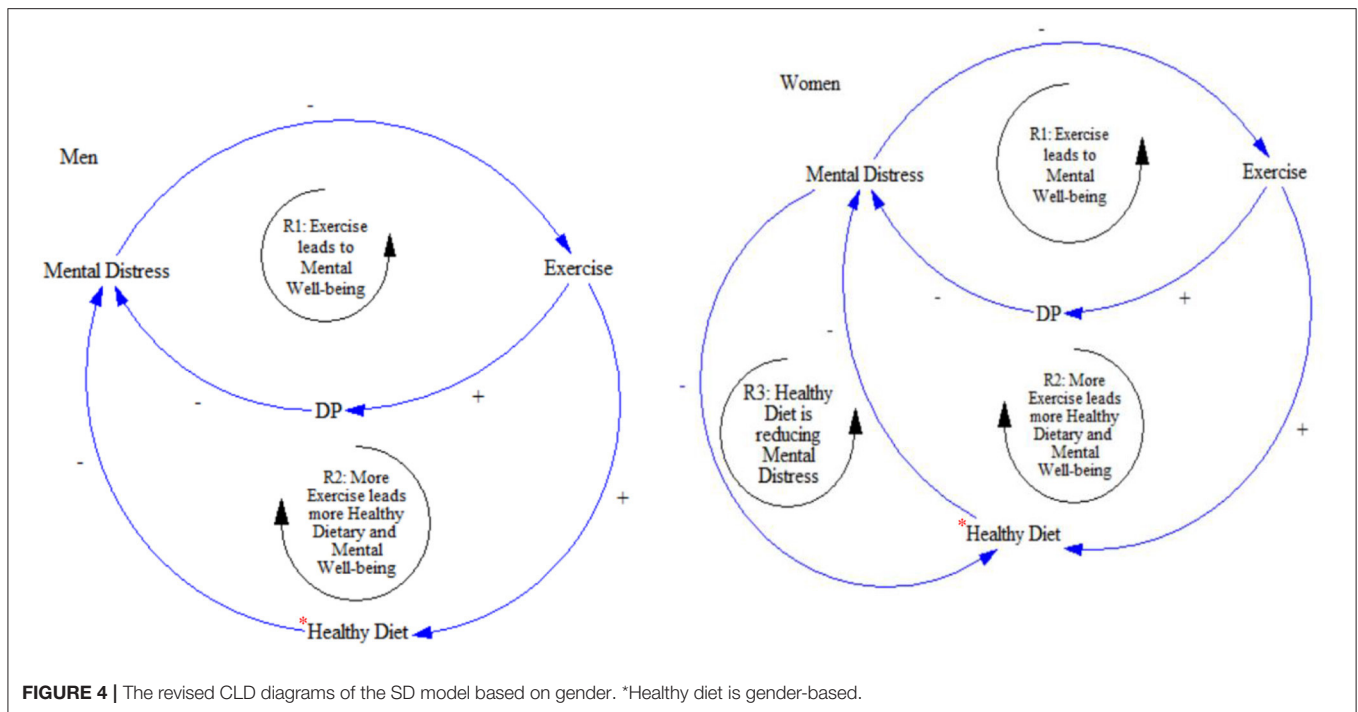 Men
-
R1: Exercise
leads to
Mental
Well-being
Mental Distress
Exercise
-
DP
+
-
R2: More
Exercise leads
more Healthy
Dietary and
Mental
Well-being
+
*Healthy Diet
Women
-
R1: Exercise
leads to
Mental
Well-being
Mental Distress
Exercise
-
DP
+
-
-
R3: Healthy
Diet is
reducing
Mental
Distress
R2: More
Exercise leads
more Healthy
Dietary and
Mental
Well-being
+
*Healthy Diet
FIGURE 4 | The revised CLD diagrams of the SD model based on gender. *Healthy diet is gender-based.